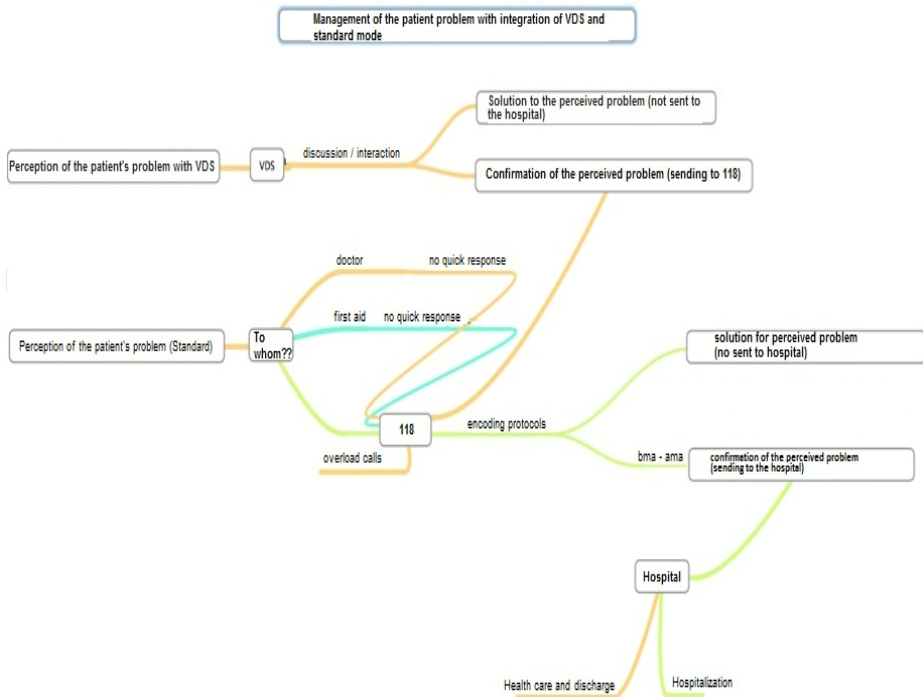 Management of the patient problem with integration of VDS and
standard mode
Solution to the perceived problem (not sent to
the hospital)
discussion / interaction
Perception of the patient's problem with VDS
VDS
Confirmation of the perceived problem (sending to 118)
doctor
no quick response
first aid
no quick response
Perception of the patient's problem (Standard)
To
whom??
solution for perceived problem
(no sent to hospital)
118
encoding protocols
overload calls
bma - ama
confirmation of the perceived problem
(sending to the hospital)
Hospital
Health care and discharge
Hospitalization